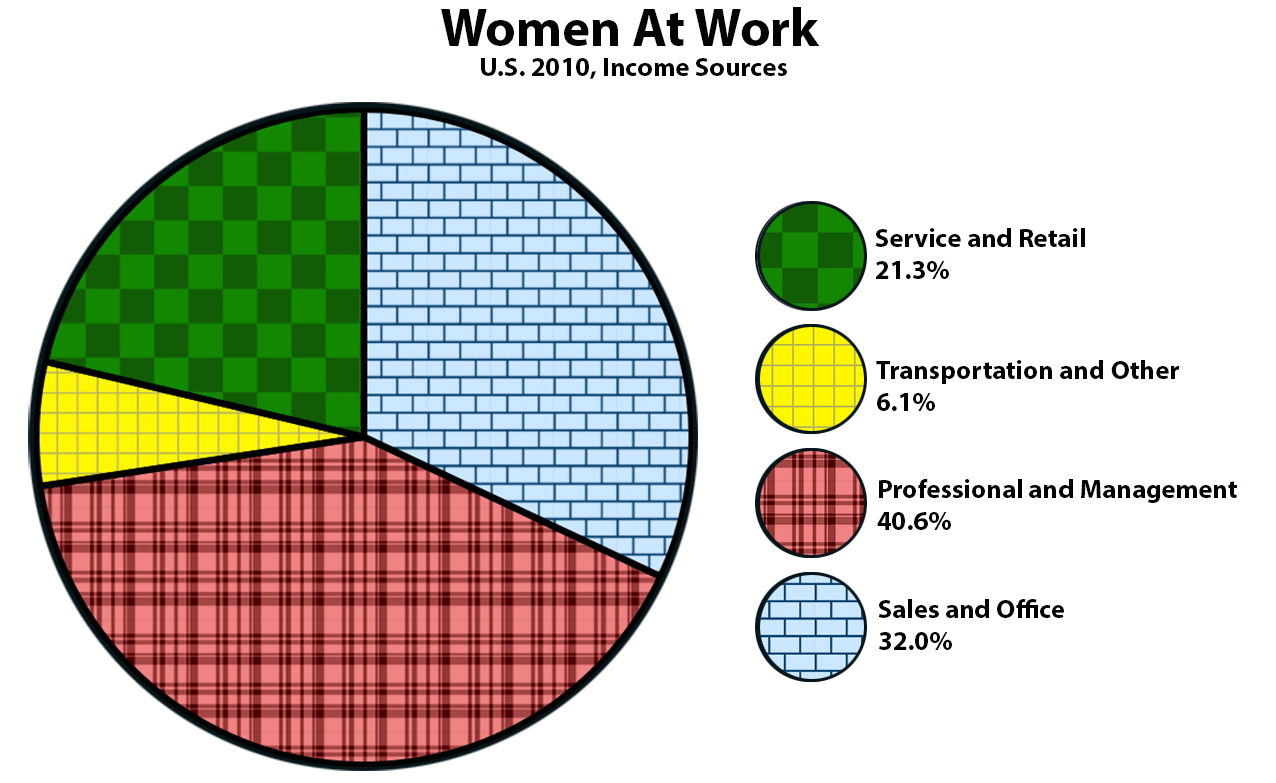 Women At Work
U.S. 2010, Income Sources
Service and Retail
21.3%
Transportation and Other
6.1%
Professional and Management
40.6%
Sales and Office
32.0%